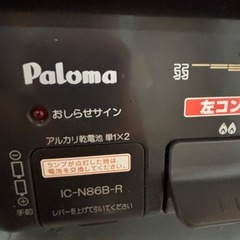 Paloma
おしらせサイン
アルカリ乾電池 単1×2
ランプが点灯した時は
電池を交換してください
手前
IC-N86B-R
レバーを上げて引いてください
弱
左コン